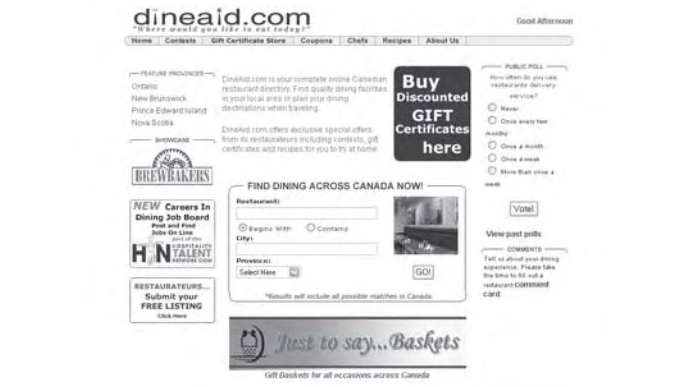 dineaid.com
"Where would you like to eat today?"
Good Afternoon
Home | Contests | Gift Certificate Store | Coupons | Chefs | Recipes | About Us
FEATURE PROVINCES
Ontario
New Brunswick
Prince Edward Island
Nova Scotia
SHOWCASE
BREWBAKERS
NEW Careers In
Dining Job Board
Post and Find
Jobs On Line
part of the
HOSPITALITY
TALENT
NETWORK.COM
RESTAURATEURS...
Submit your
FREE LISTING
Click Here
DineAid.com is your complete online Canadian
restaurant directory. Find quality dining facilities
in your local area or plan your dining
destinations when traveling.
DineAid.com offers exclusive special offers
from its restaurateurs including contests, gift
certificates and recipes for you to try at home.
Buy
Discounted
GIFT
Certificates
here
FIND DINING ACROSS CANADA NOW!
Restaurant:
Begins With
Contains
City:
Province:
Select Here
GO!
*Results will include all possible matches in Canada.
Just to say...Baskets
Gift Baskets for all occasions across Canada
PUBLIC POLL
How often do you use
restaurants delivery
service?
Never
Once every few
months
Once a month
Once a week
More than once a
week
Vote!
View past polls
COMMENTS
Tell us about your dining
experience. Please take
the time to fill out a
restaurant comment
card.